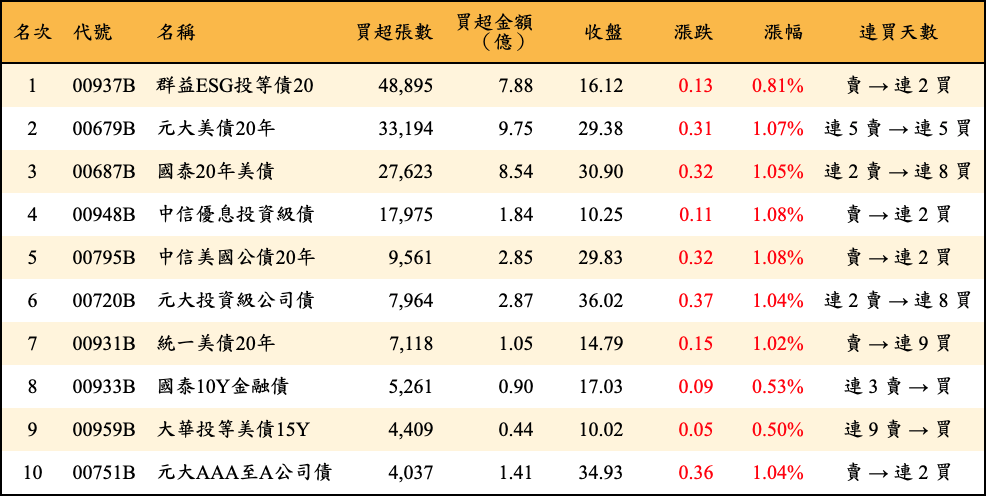 名次 代號 名稱 買超張數 買超金額（億） 收盤 漲跌 漲幅 連買天數
1 00937B 群益ESG投等債20 48,895 7.88 16.12 0.13 0.81% 賣 → 連 2 買
2 00679B 元大美債20年 33,194 9.75 29.38 0.31 1.07% 連 5 賣 → 連 5 買
3 00687B 國泰20年美債 27,623 8.54 30.90 0.32 1.05% 連 2 賣 → 連 8 買
4 00948B 中信優息投資級債 17,975 1.84 10.25 0.11 1.08% 賣 → 連 2 買
5 00795B 中信美國公債20年 9,561 2.85 29.83 0.32 1.08% 賣 → 連 2 買
6 00720B 元大投資級公司債 7,964 2.87 36.02 0.37 1.04% 連 2 賣 → 連 8 買
7 00931B 統一美債20年 7,118 1.05 14.79 0.15 1.02% 賣 → 連 9 買
8 00933B 國泰10Y金融債 5,261 0.90 17.03 0.09 0.53% 連 3 賣 → 買
9 00959B 大華投等美債15Y 4,409 0.44 10.02 0.05 0.50% 連 9 賣 → 買
10 00751B 元大AAA至A公司債 4,037 1.41 34.93 0.36 1.04% 賣 → 連 2 買